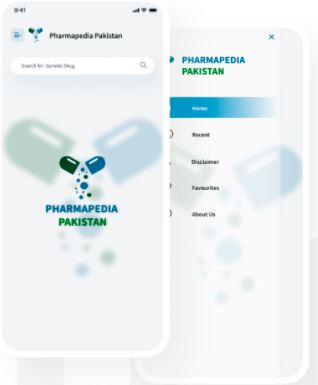 9:41
Pharmapedia Pakistan
Search for Generic Drug
PHARMAPEDIA
PAKISTAN
PHARMAPEDIA
PAKISTAN
Home
Recent
Disclaimer
Favourites
About Us